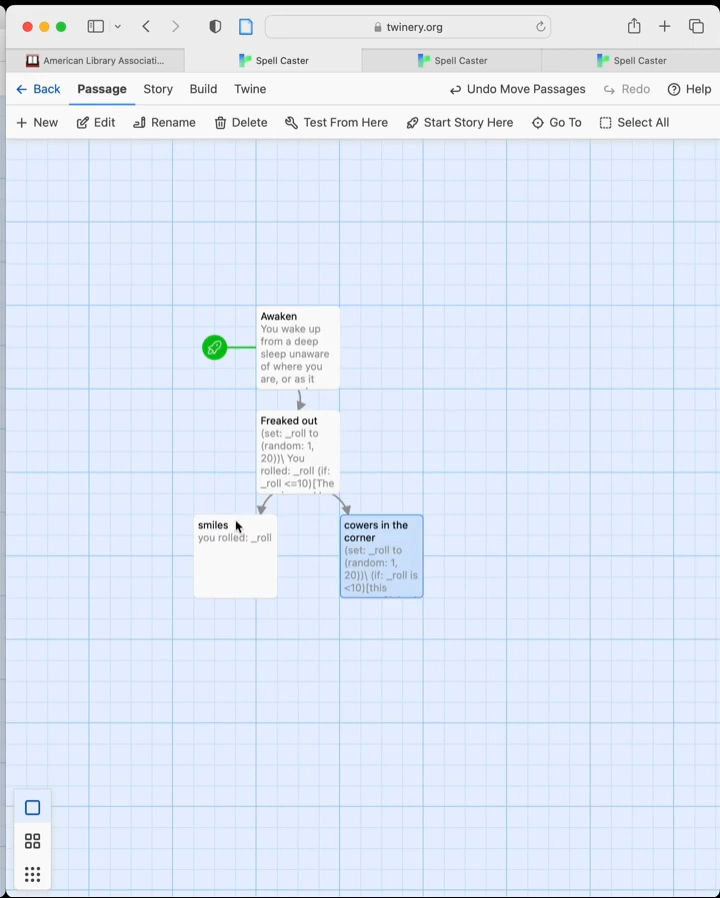 twinery.org
American Library Associati...
Spell Caster
Spell Caster
Spell Caster
Back Passage Story Build Twine Undo Move Passages Redo Help
New Edit Rename Delete Test From Here Start Story Here Go To Select All
Awaken
You wake up
from a deep
sleep unaware
of where you
are, or as it
Freaked out
(set: _roll to
(random: 1,
20))\ You
rolled: _roll (if:
_roll <=10)[The
smiles
you rolled: _roll
cowers in the
corner
(set: _roll to
(random: 1,
20))\ (if: _roll is
<10)[this